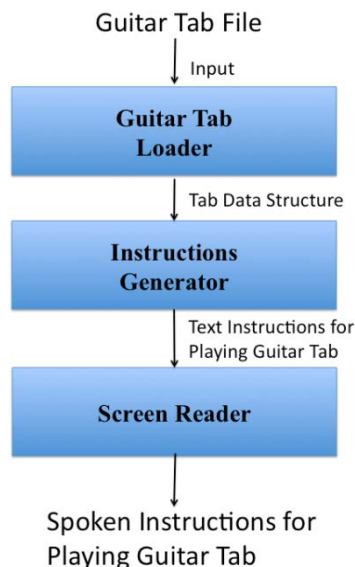 Guitar Tab File
Input
Guitar Tab
Loader
Tab Data Structure
Instructions
Generator
Text Instructions for
Playing Guitar Tab
Screen Reader
Spoken Instructions for
Playing Guitar Tab